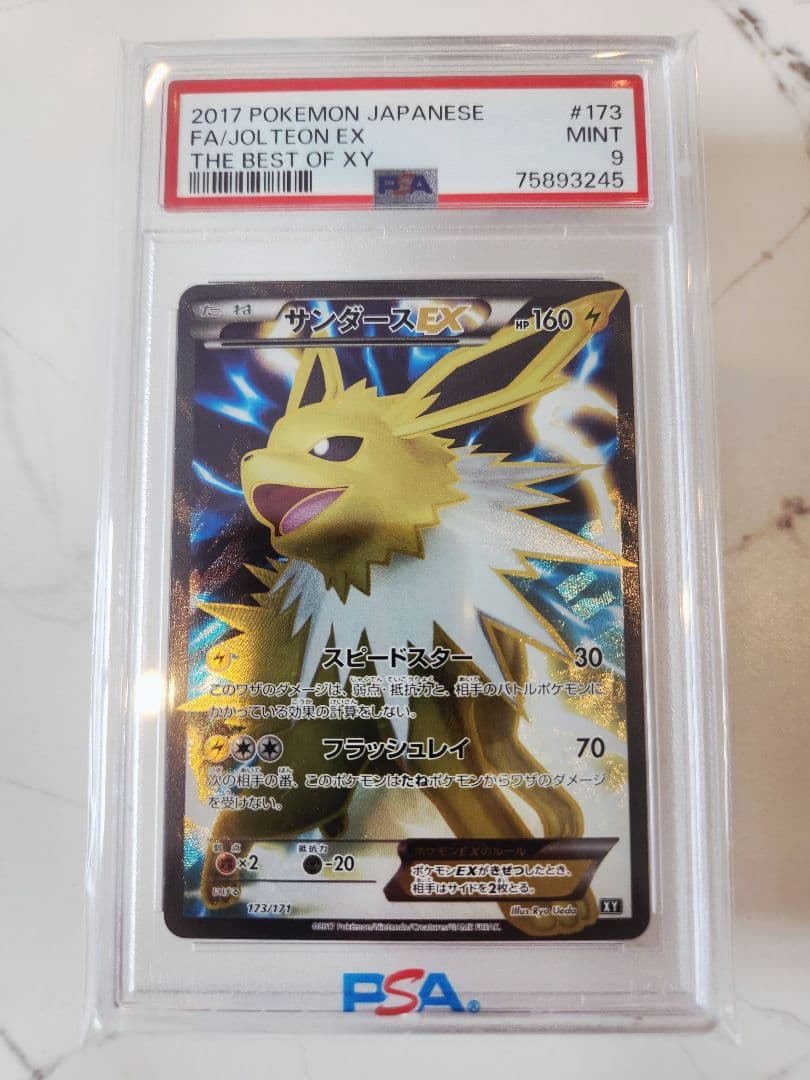 2017 POKEMON JAPANESE #173
FA/JOLTEON EX MINT
THE BEST OF XY 9
PSA 75893245
たね サンダースEX HP160
スピードスター 30
このワザのダメージは、弱点・抵抗力と、相手のバトルポケモンに
かかっている効果の計算をしない。
フラッシュレイ 70
次の相手の番、このポケモンはたねポケモンからワザのダメージ
を受けない。
弱点 ×2 抵抗力 -20
にげる
ポケモンEXのルール
ポケモンEXがきぜつしたとき、
相手はサイドを2枚とる。
173/171 Illus. Ryo Ueda XY
©2017 Pokémon/Nintendo/Creatures/GAME FREAK.
PSA®